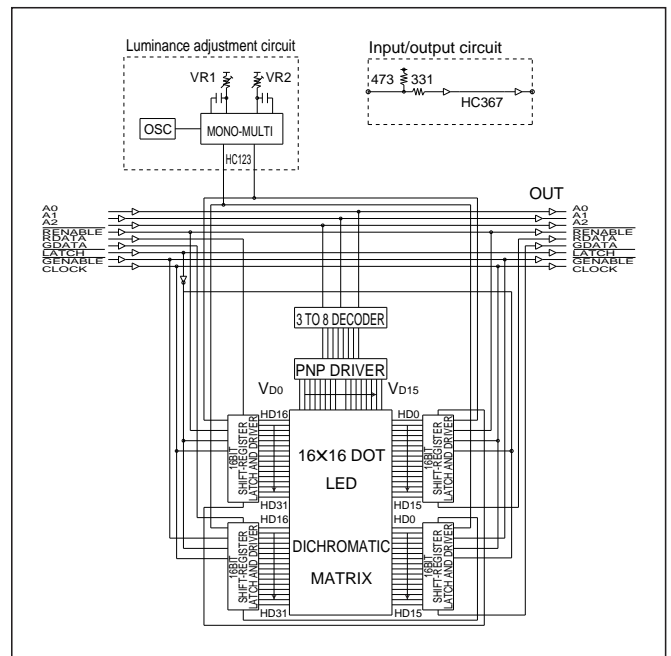 Luminance adjustment circuit
VR1
VR2
OSC
MONO-MULTI
HC123
Input/output circuit
473
331
HC367
OUT
A0
A1
A2
RENABLE
RDATA
GDATA
LATCH
GENABLE
CLOCK
A0
A1
A2
RENABLE
RDATA
GDATA
LATCH
GENABLE
CLOCK
3 TO 8 DECODER
PNP DRIVER
VD0
VD15
HD16
HD0
16BIT
SHIFT-REGISTER
LATCH AND DRIVER
16X16 DOT
LED
16BIT
SHIFT-REGISTER
LATCH AND DRIVER
HD31
HD15
HD16
HD0
16BIT
SHIFT-REGISTER
LATCH AND DRIVER
DICHROMATIC
MATRIX
16BIT
SHIFT-REGISTER
LATCH AND DRIVER
HD31
HD15